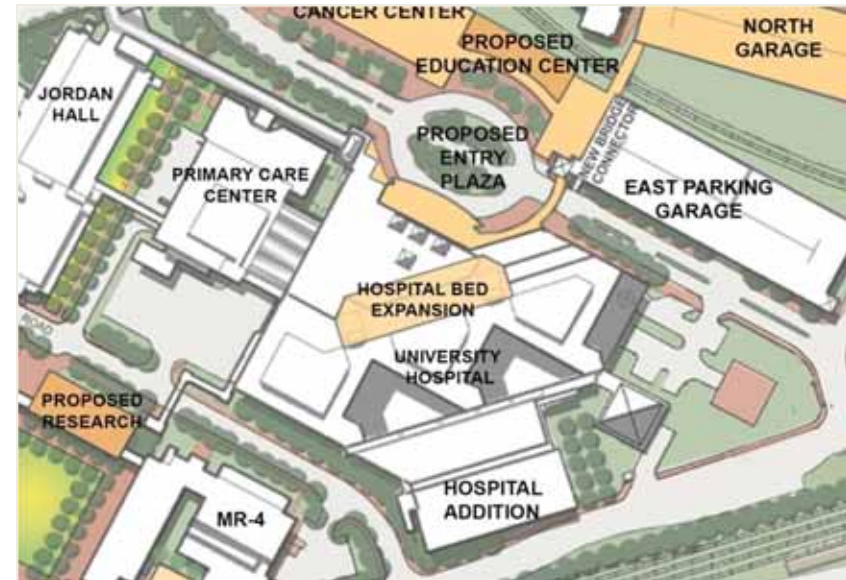 CANCER CENTER
PROPOSED
EDUCATION CENTER
NORTH
GARAGE
JORDAN
HALL
PROPOSED
ENTRY
PLAZA
NEW BRIDGE
CONNECTOR
PRIMARY CARE
CENTER
EAST PARKING
GARAGE
HOSPITAL BED
EXPANSION
ROAD
UNIVERSITY
HOSPITAL
PROPOSED
RESEARCH
HOSPITAL
ADDITION
MR-4